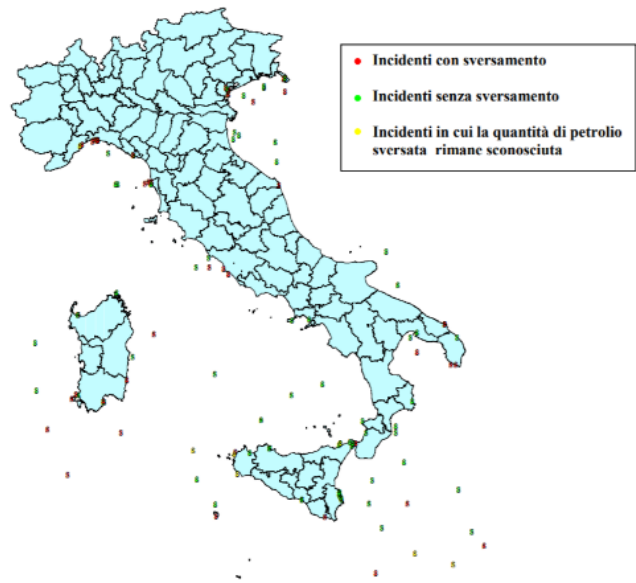 Incidenti con sversamento
Incidenti senza sversamento
Incidenti in cui la quantità di petrolio
sversata rimane sconosciuta